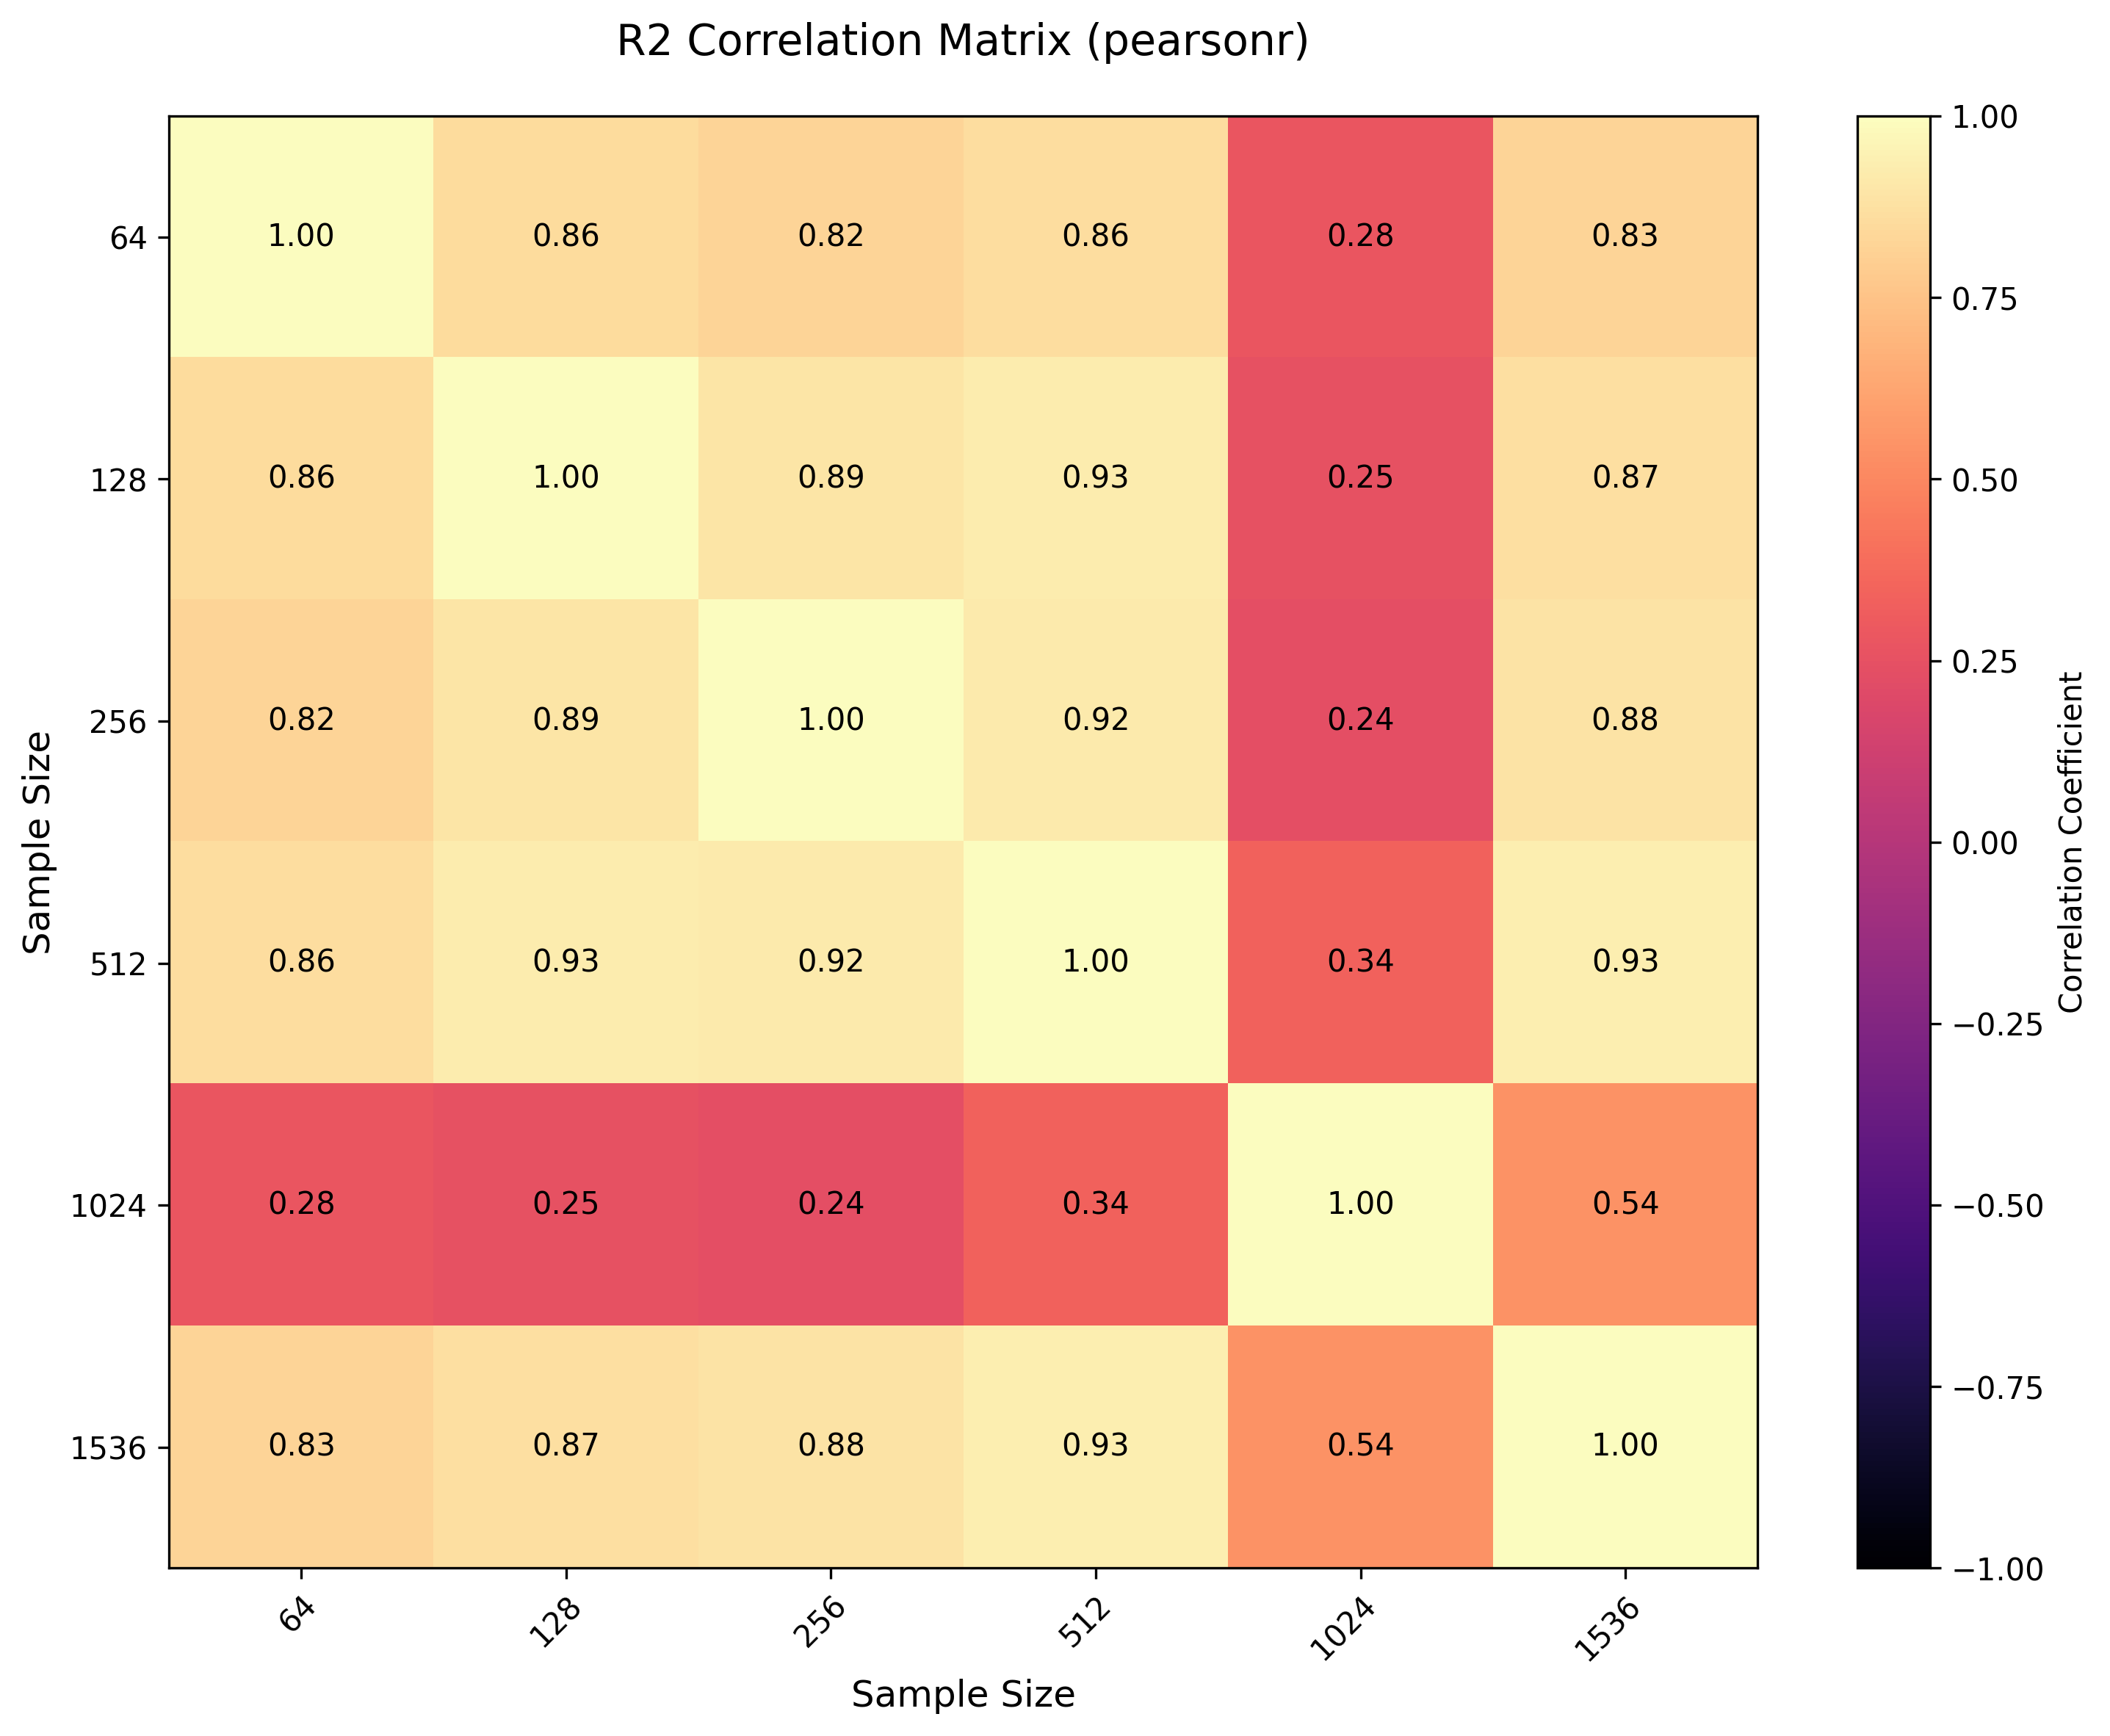 R2 Correlation Matrix (pearsonr)
64 1.00 0.86 0.82 0.86 0.28 0.83
128 0.86 1.00 0.89 0.93 0.25 0.87
256 0.82 0.89 1.00 0.92 0.24 0.88
512 0.86 0.93 0.92 1.00 0.34 0.93
1024 0.28 0.25 0.24 0.34 1.00 0.54
1536 0.83 0.87 0.88 0.93 0.54 1.00
64 128 256 512 1024 1536
Sample Size
Sample Size
1.00
0.75
0.50
0.25
0.00
−0.25
−0.50
−0.75
−1.00
Correlation Coefficient